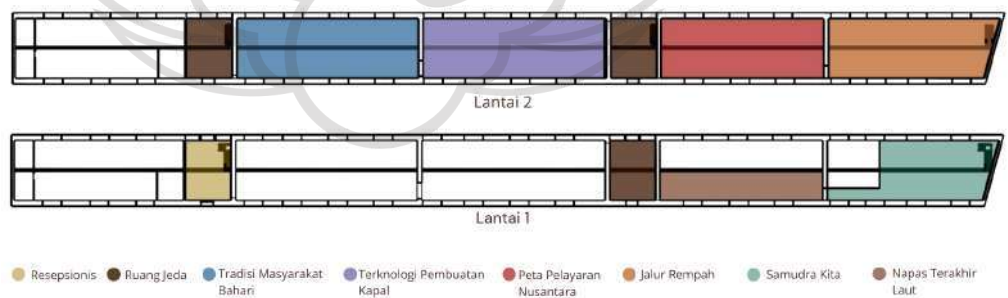 Lantai 2
Lantai 1
Resepsionis
Ruang Jeda
Tradisi Masyarakat
Bahari
Terknologi Pembuatan
Kapal
Peta Pelayaran
Nusantara
Jalur Rempah
Samudra Kita
Napas Terakhir
Laut